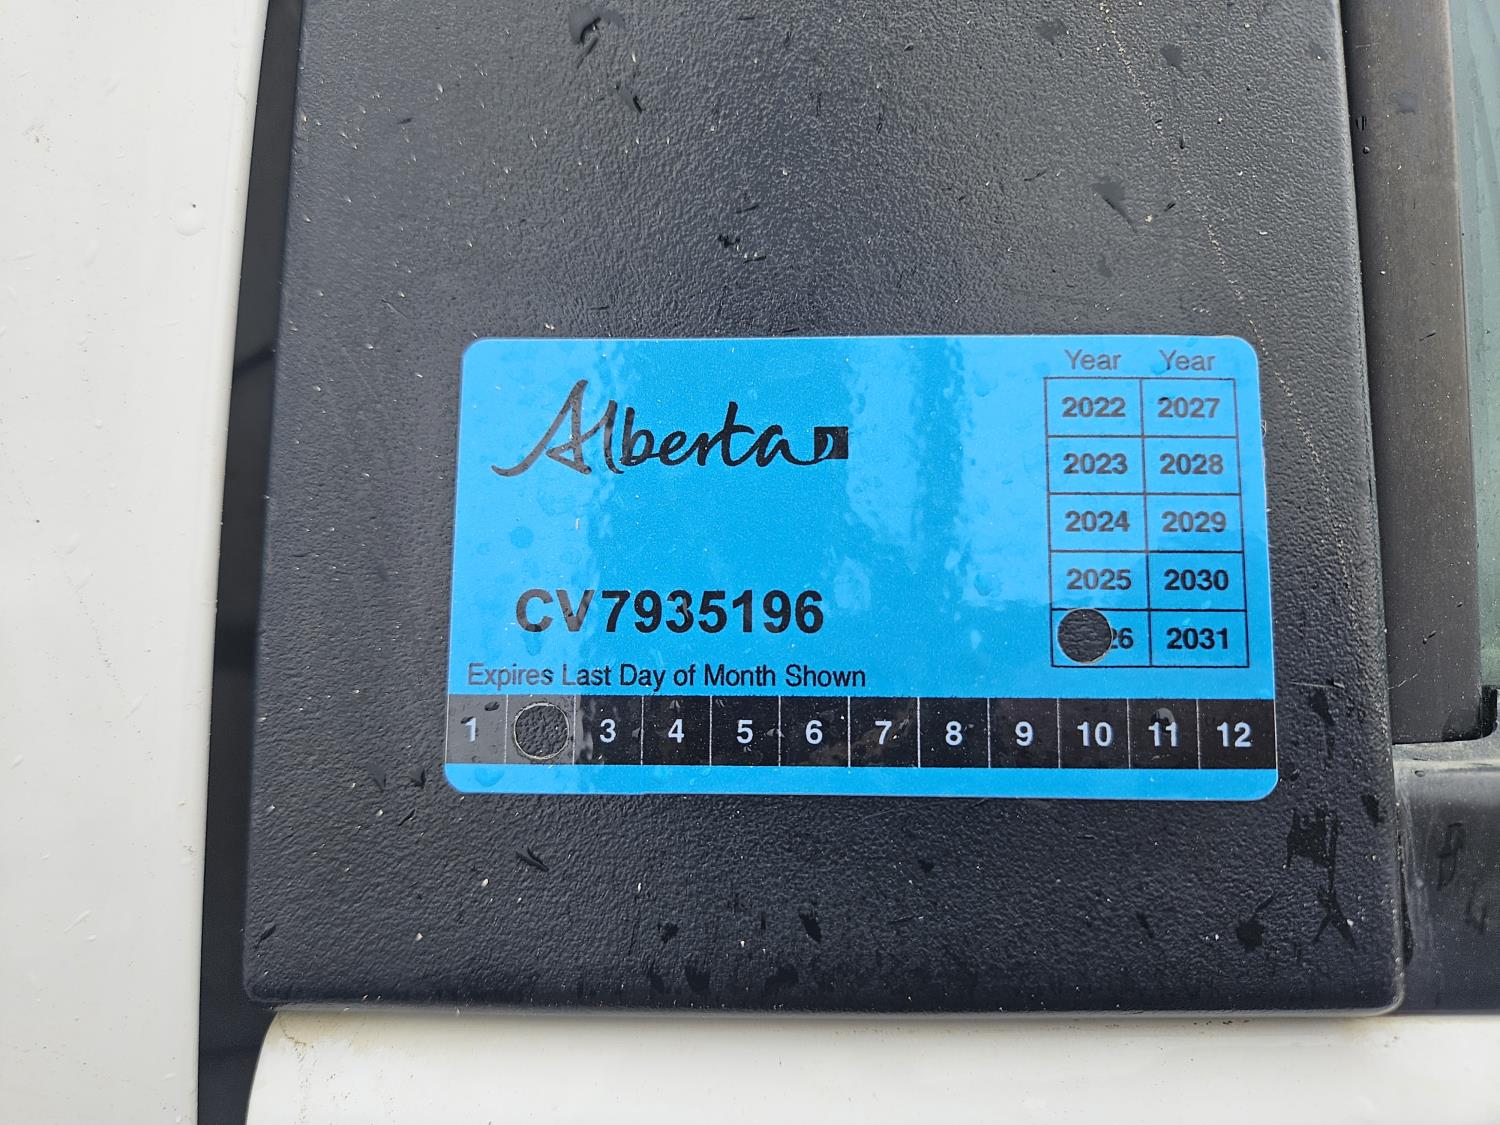 Alberta
Year Year
2022 2027
2023 2028
2024 2029
2025 2030
26 2031
CV7935196
Expires Last Day of Month Shown
1 3 4 5 6 7 8 9 10 11 12